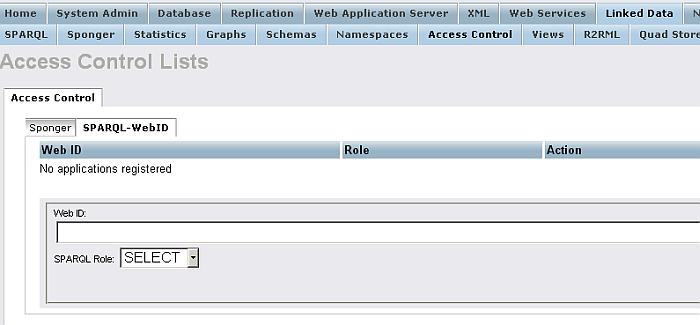 Home System Admin Database Replication Web Application Server XML Web Services Linked Data
SPARQL Sponger Statistics Graphs Schemas Namespaces Access Control Views R2RML Quad Store
Access Control Lists
Access Control
Sponger SPARQL-WebID
Web ID Role Action
No applications registered
Web ID:
SPARQL Role: SELECT